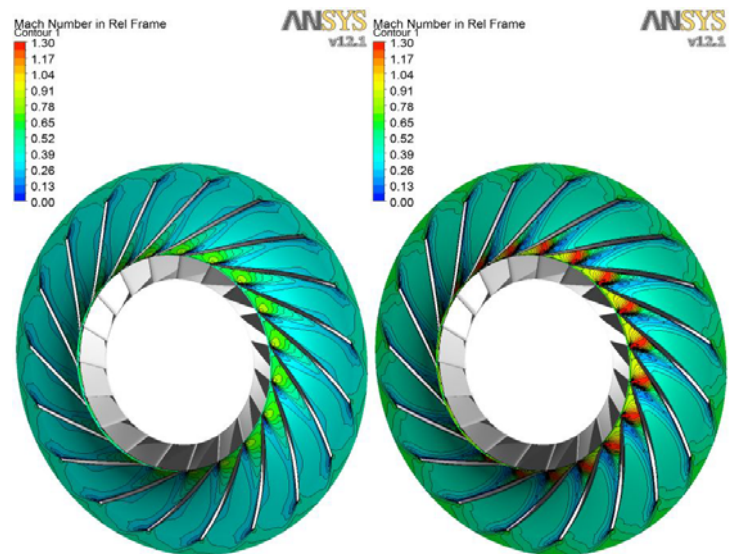 Mach Number in Rel Frame
Contour 1
1.30
1.17
1.04
0.91
0.78
0.65
0.52
0.39
0.26
0.13
0.00
ANSYS
v12.1
Mach Number in Rel Frame
Contour 1
1.30
1.17
1.04
0.91
0.78
0.65
0.52
0.39
0.26
0.13
0.00
ANSYS
v12.1